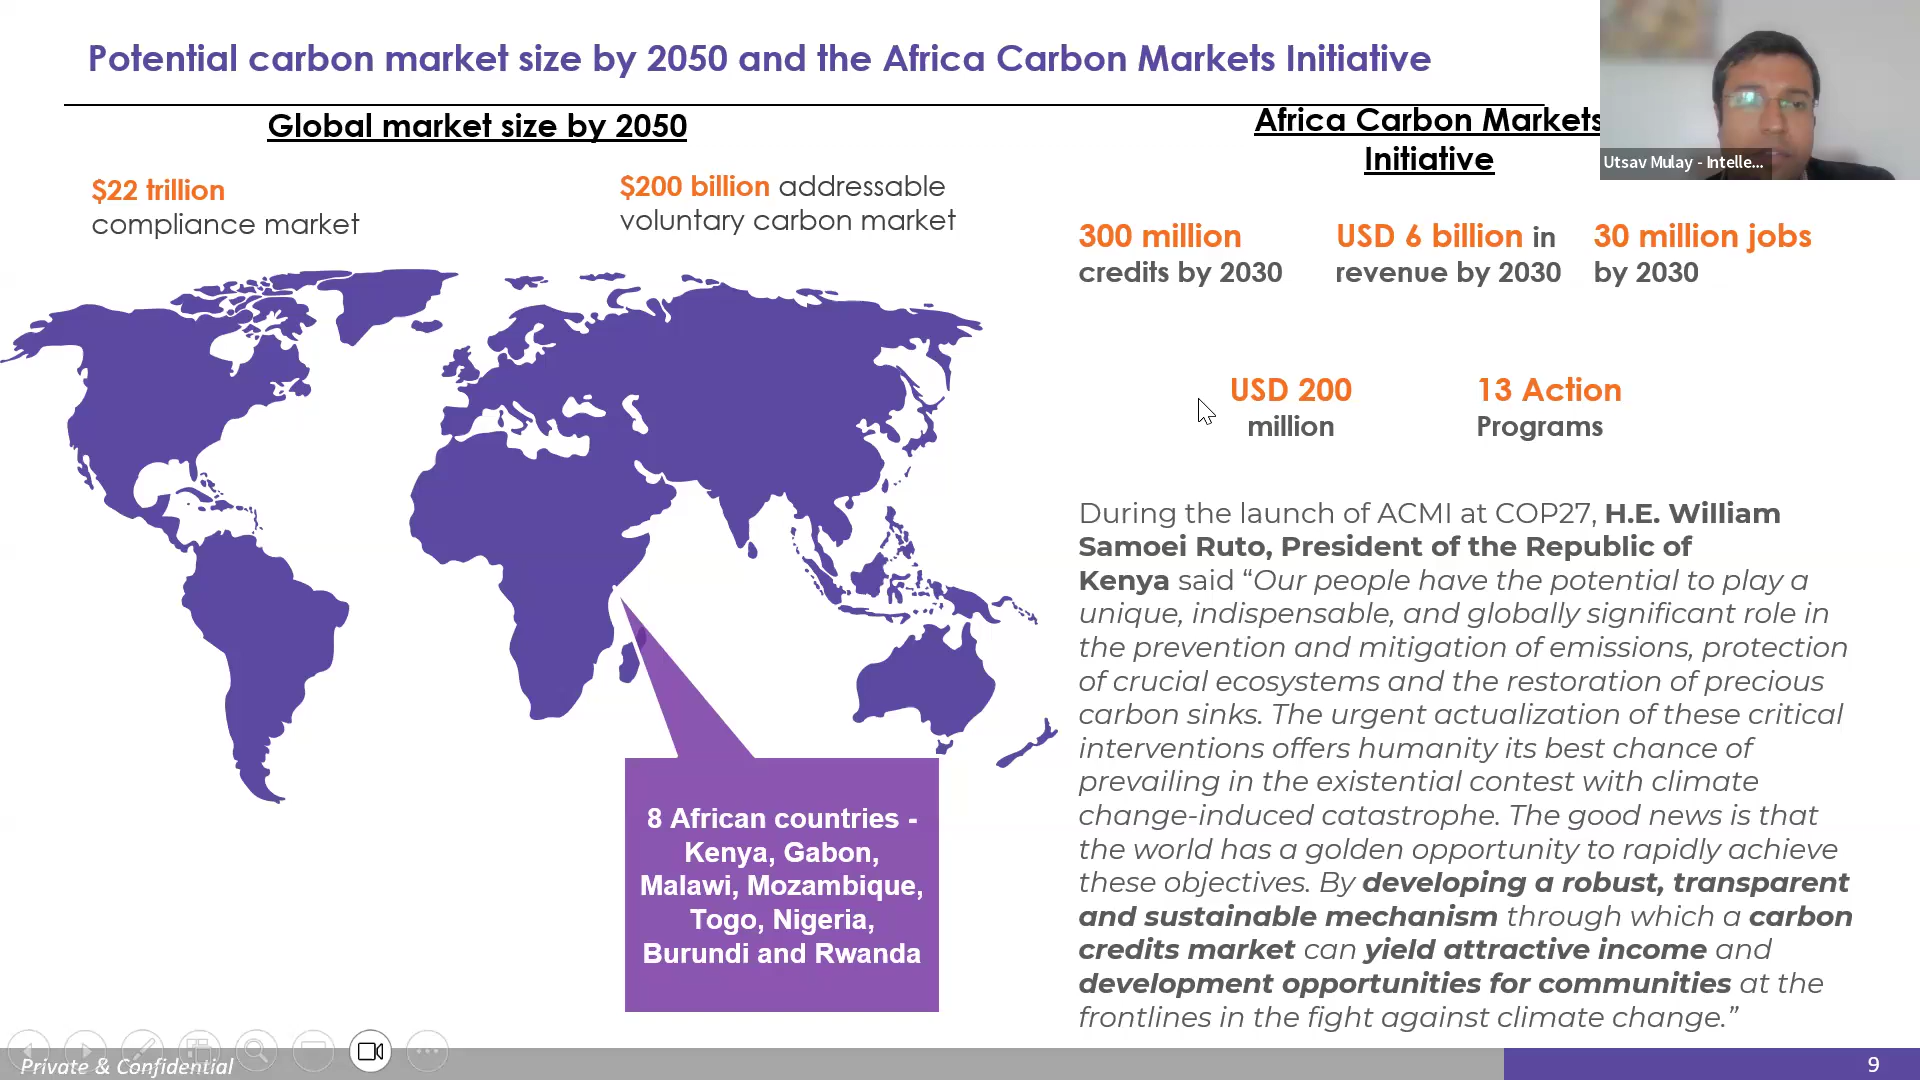 Potential carbon market size by 2050 and the Africa Carbon Markets Initiative
Global market size by 2050
$22 trillion
compliance market
$200 billion addressable
voluntary carbon market
Africa Carbon Markets
Initiative
Utsav Mulay - Intelle...
300 million
credits by 2030
USD 6 billion in
revenue by 2030
30 million jobs
by 2030
USD 200
million
13 Action
Programs
During the launch of ACMI at COP27, H.E. William
Samoei Ruto, President of the Republic of
Kenya said “Our people have the potential to play a
unique, indispensable, and globally significant role in
the prevention and mitigation of emissions, protection
of crucial ecosystems and the restoration of precious
carbon sinks. The urgent actualization of these critical
interventions offers humanity its best chance of
prevailing in the existential contest with climate
change-induced catastrophe. The good news is that
the world has a golden opportunity to rapidly achieve
these objectives. By developing a robust, transparent
and sustainable mechanism through which a carbon
credits market can yield attractive income and
development opportunities for communities at the
frontlines in the fight against climate change.”
8 African countries -
Kenya, Gabon,
Malawi, Mozambique,
Togo, Nigeria,
Burundi and Rwanda
Private & Confidential
9